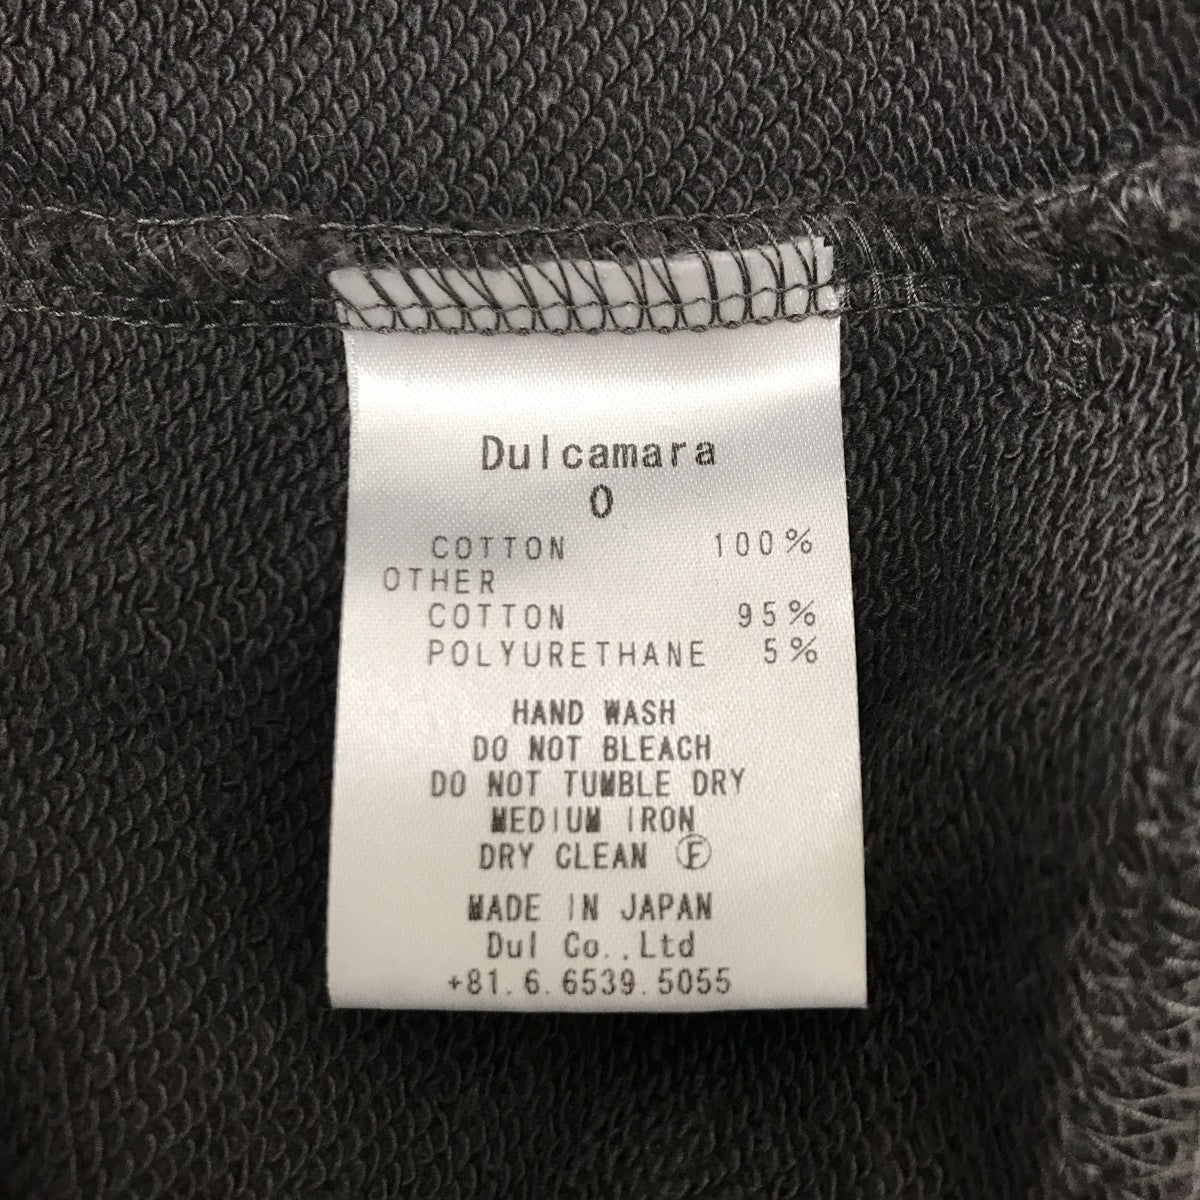 Dulcamara
0
COTTON 100%
OTHER
COTTON 95%
POLYURETHANE 5%
HAND WASH
DO NOT BLEACH
DO NOT TUMBLE DRY
MEDIUM IRON
DRY CLEAN Ⓕ
MADE IN JAPAN
Dul Co.,Ltd
+81.6.6539.5055